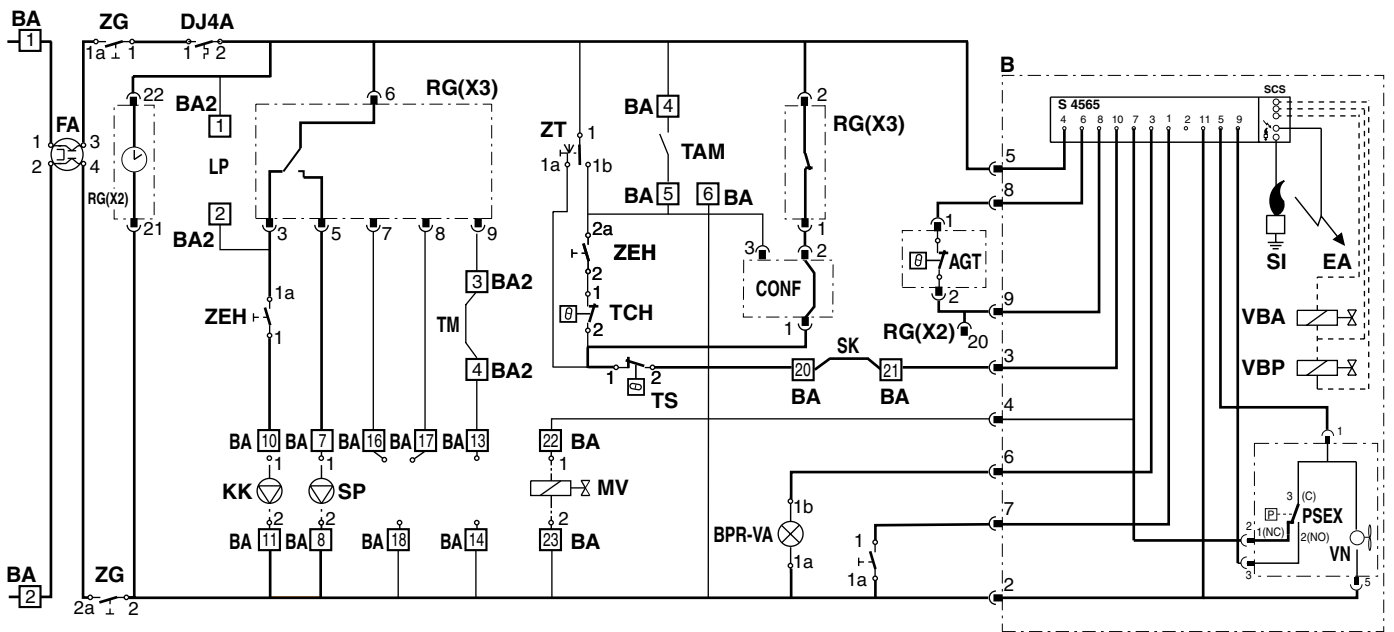 BA ZG DJ4A
1 1a 1 1 2
B
22 6 RG(X3) 2 SCS
BA2 BA 4 S 4565
1 RG(X3) 4 6 8 10 7 3 1 2 11 5 9
FA ZT 1
1 3 1a 1b TAM
2 4 LP 5
RG(X2) BA 5 6 BA 8
2 1
21 3 5 7 8 9 2a 3 1 2 θ AGT SI EA
BA2 ZEH
2
3 BA2 1 CONF 2 9 VBA
1a θ TCH RG(X2) 20
ZEH TM 2 1
1 SK 3 VBP
4 BA2 1 2 20 21
θ TS BA BA
4
BA 10 BA 7 BA 16 BA 17 BA 13 22 BA 1
1 1 1 6
KK SP MV 1b 3 (C)
7 P PSEX
2 2 2 BPR-VA 1 2 1(NC) 2(NO) VN
BA 11 BA 8 BA 18 BA 14 23 BA 1a 1a 3
BA ZG 2 5
2 2a 2